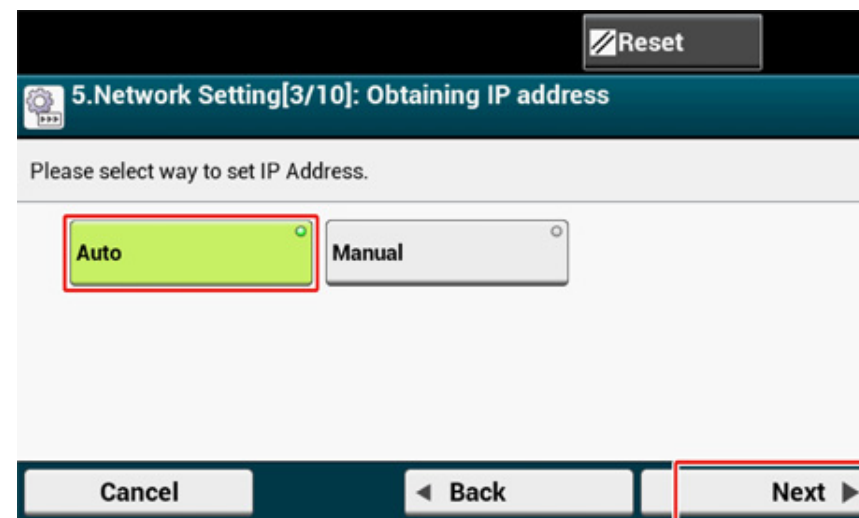 Reset
5.Network Setting[3/10]: Obtaining IP address
Please select way to set IP Address.
Auto
Manual
Cancel
Back
Next